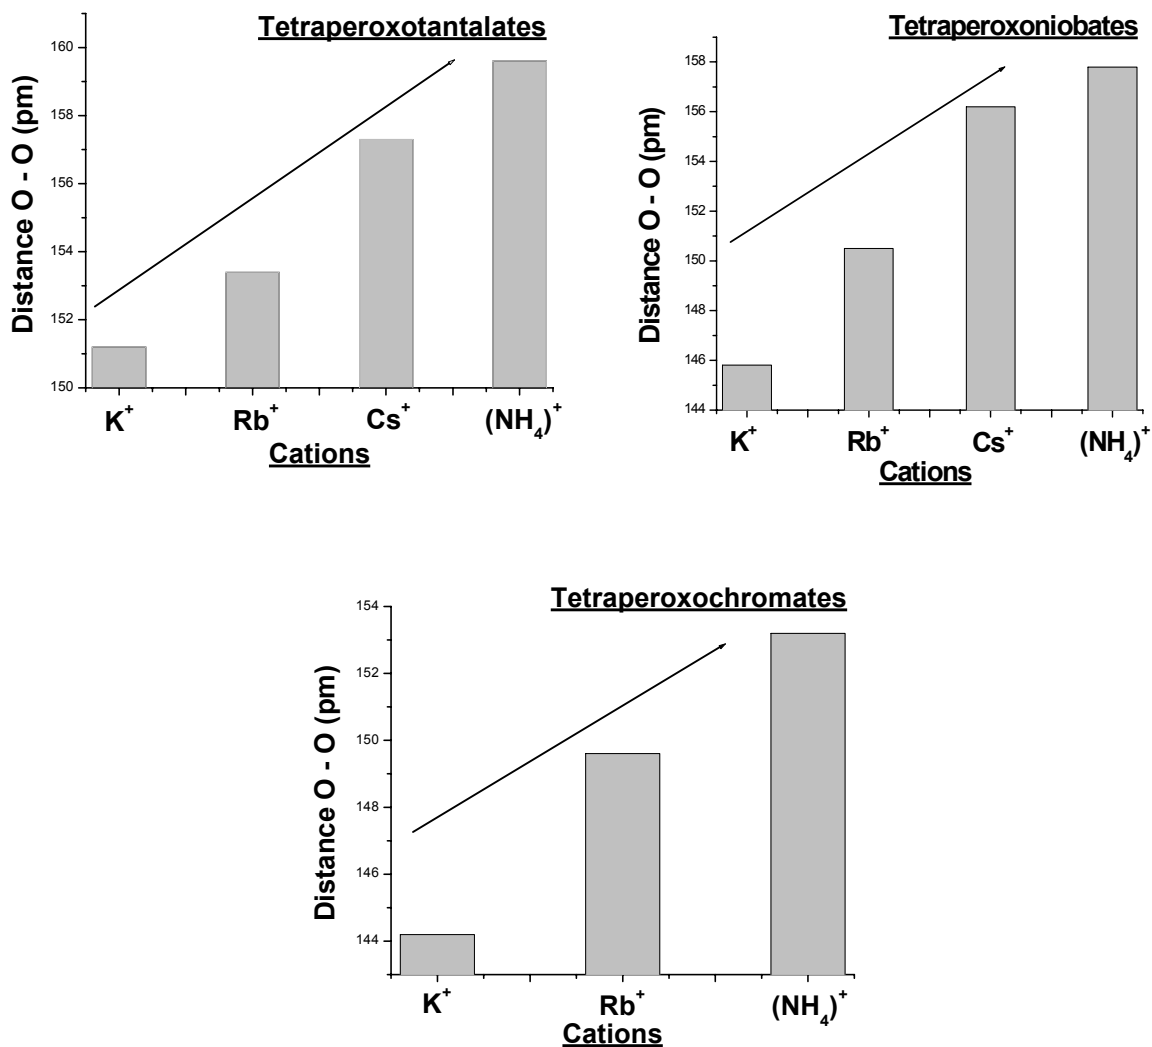 Tetraperoxotantalates
Distance O - O (pm)
160
158
156
154
152
150
K⁺
Rb⁺
Cs⁺
(NH₄)⁺
Cations
Tetraperoxoniobates
Distance O - O (pm)
158
156
154
152
150
148
146
144
K⁺
Rb⁺
Cs⁺
(NH₄)⁺
Cations
Tetraperoxochromates
Distance O - O (pm)
154
152
150
148
146
144
K⁺
Rb⁺
(NH₄)⁺
Cations